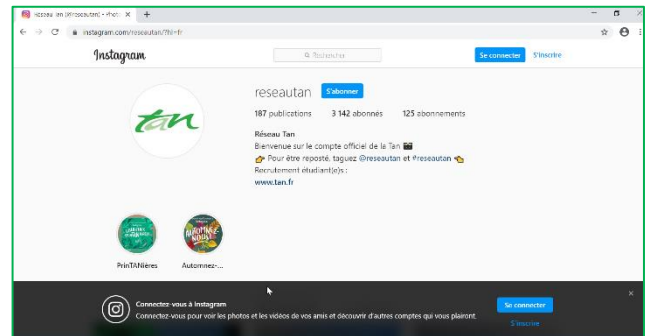 Réseau Tan (@reseautan) • Phot
instagram.com/reseautan/?hl=fr
Instagram
Rechercher
Se connecter
S'inscrire
tan
reseautan
S'abonner
187 publications 3 142 abonnés 125 abonnements
Réseau Tan
Bienvenue sur le compte officiel de la Tan
Pour être reposté, taguez @reseautan et #reseautan
Recrutement étudiant(e)s :
www.tan.fr
PrinTANières
Automnez-...
Connectez-vous à Instagram
Connectez-vous pour voir les photos et les vidéos de vos amis et découvrir d'autres comptes qui vous plairont.
Se connecter
S'inscrire